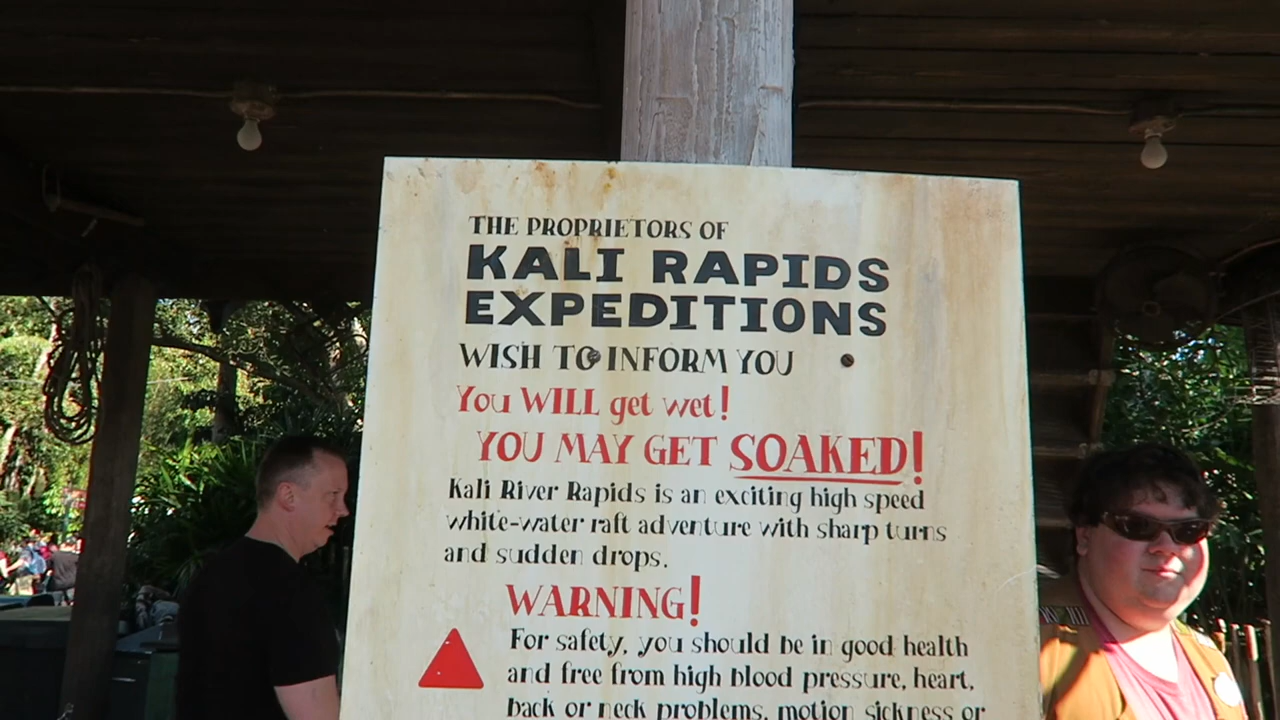 THE PROPRIETORS OF
KALI RAPIDS
EXPEDITIONS
WISH TO INFORM YOU
You WILL get wet!
YOU MAY GET SOAKED!
Kali River Rapids is an exciting high speed
white-water raft adventure with sharp turns
and sudden drops.
WARNING!
For safety, you should be in good health
and free from high blood pressure, heart,
back or neck problems, motion sickness or